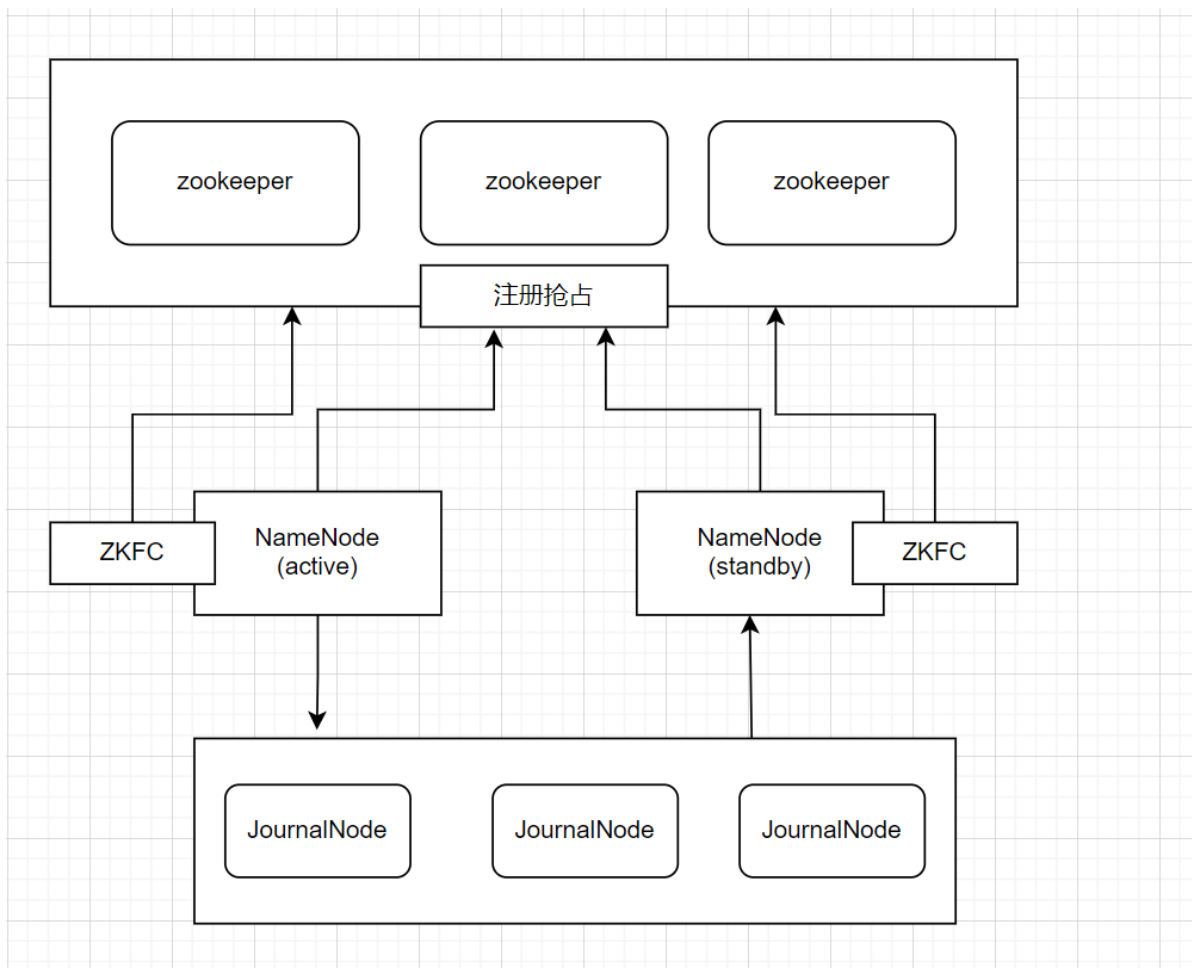 zookeeper
zookeeper
zookeeper
注册抢占
ZKFC
NameNode
(active)
NameNode
(standby)
ZKFC
JournalNode
JournalNode
JournalNode